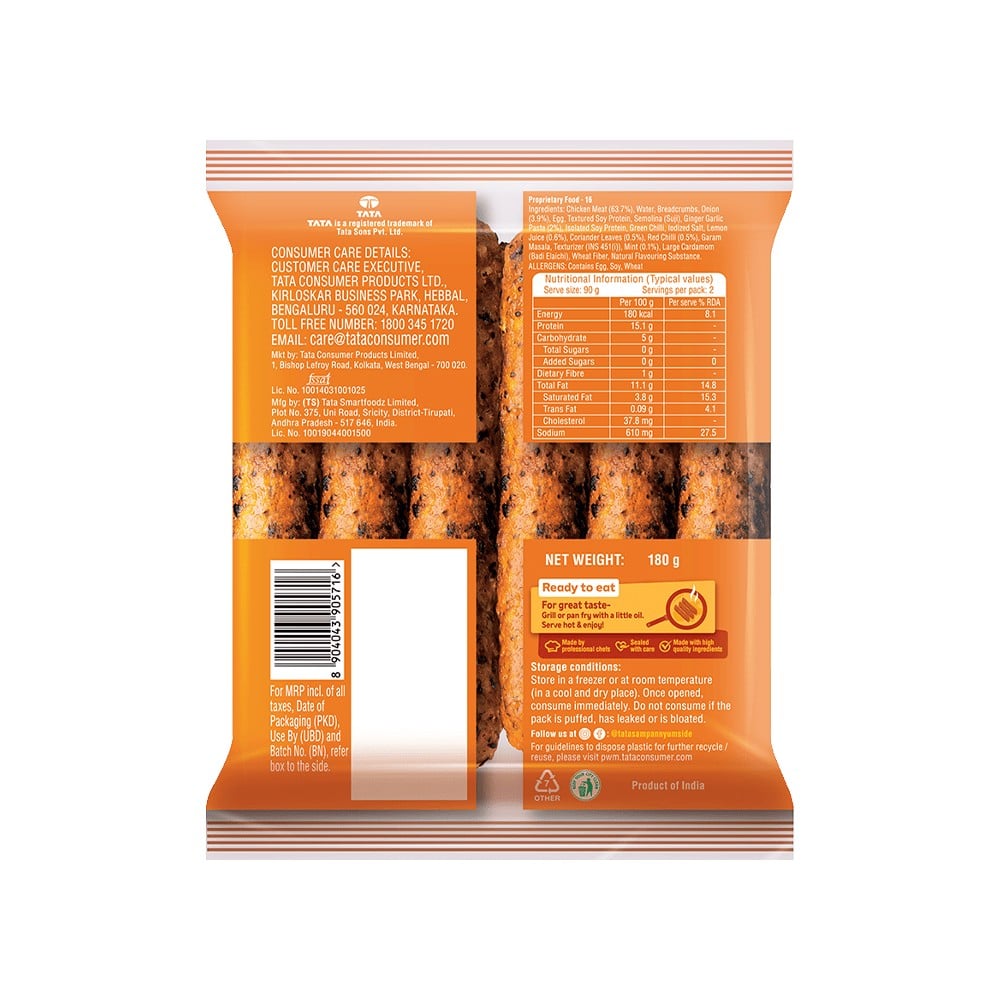 TATA
TATA is a registered trademark of
Tata Sons Pvt. Ltd.
CONSUMER CARE DETAILS:
CUSTOMER CARE EXECUTIVE,
TATA CONSUMER PRODUCTS LTD.,
KIRLOSKAR BUSINESS PARK, HEBBAL,
BENGALURU - 560 024, KARNATAKA.
TOLL FREE NUMBER: 1800 345 1720
EMAIL: care@tataconsumer.com
Mkt by: Tata Consumer Products Limited,
1, Bishop Lefroy Road, Kolkata, West Bengal - 700 020.
fssai
Lic. No. 10014031001025
Mfg by: (TS) Tata Smartfoodz Limited,
Plot No. 375, Uni Road, Sricity, District-Tirupati,
Andhra Pradesh - 517 646, India.
Lic. No. 10019044001500
Proprietary Food - 16
Ingredients: Chicken Meat (63.7%), Water, Breadcrumbs, Onion
(3.9%), Egg, Textured Soy Protein, Semolina (Suji), Ginger Garlic
Paste (2%), Isolated Soy Protein, Green Chilli, Iodized Salt, Lemon
Juice (0.6%), Coriander Leaves (0.5%), Red Chilli (0.5%), Garam
Masala, Texturizer (INS 451(i)), Mint (0.1%), Large Cardamom
(Badi Elaichi), Wheat Fiber, Natural Flavouring Substance.
ALLERGENS: Contains Egg, Soy, Wheat
Nutritional Information (Typical values)
Serve size: 90 g Servings per pack: 2
Per 100 g Per serve % RDA
Energy 180 kcal 8.1
Protein 15.1 g -
Carbohydrate 5 g -
Total Sugars 0 g -
Added Sugars 0 g 0
Dietary Fibre 1 g -
Total Fat 11.1 g 14.8
Saturated Fat 3.8 g 15.3
Trans Fat 0.09 g 4.1
Cholesterol 37.8 mg -
Sodium 610 mg 27.5
8 904043 905716 >
For MRP incl. of all
taxes, Date of
Packaging (PKD),
Use By (UBD) and
Batch No. (BN), refer
box to the side.
NET WEIGHT: 180 g
Ready to eat
For great taste-
Grill or pan fry with a little oil.
Serve hot & enjoy!
Made by
professional chefs
Sealed
with care
Made with high
quality ingredients
Storage conditions:
Store in a freezer or at room temperature
(in a cool and dry place). Once opened,
consume immediately. Do not consume if the
pack is puffed, has leaked or is bloated.
Follow us at : @tatasampannyumside
For guidelines to dispose plastic for further recycle /
reuse, please visit pwm.tataconsumer.com
7
OTHER
Product of India